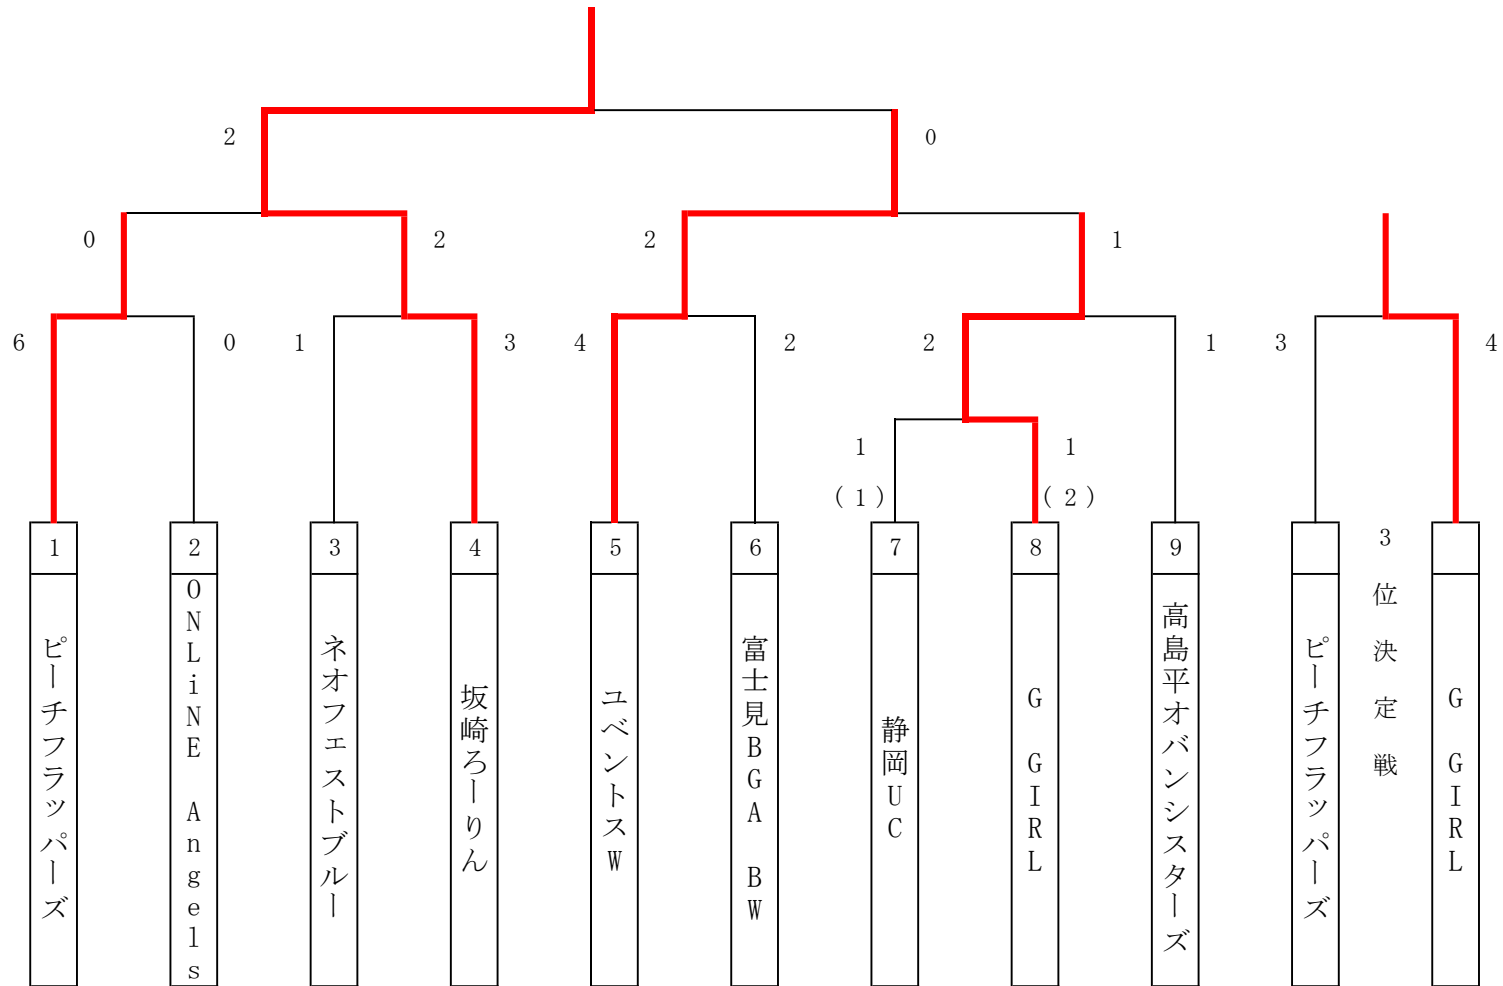 2 0
0 2 2 1
6 0 1 3 4 2 2 1 3 4
1 1
(1) (2)
1 2 3 4 5 6 7 8 9
ピーチフラッパーズ
ONLiNE Angels
ネオフェストブルー
坂崎ろーりん
ユベントスW
富士見BGA BW
静岡UC
G GIRL
高島平オバンシスターズ
ピーチフラッパーズ
3位決定戦
G GIRL